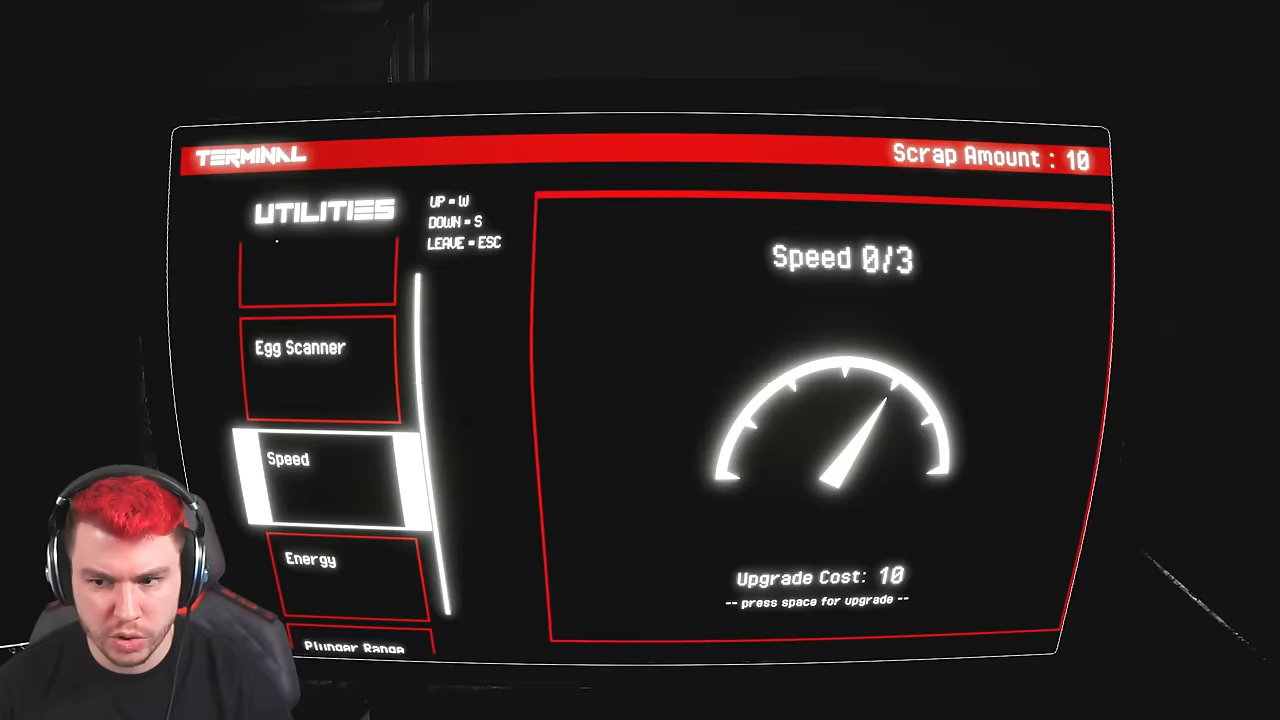 TERMINAL
Scrap Amount : 10
UTILITIES
UP = W
DOWN = S
LEAVE = ESC
Egg Scanner
Speed
Energy
Plunger Range
Speed 0/3
Upgrade Cost: 10
-- press space for upgrade --